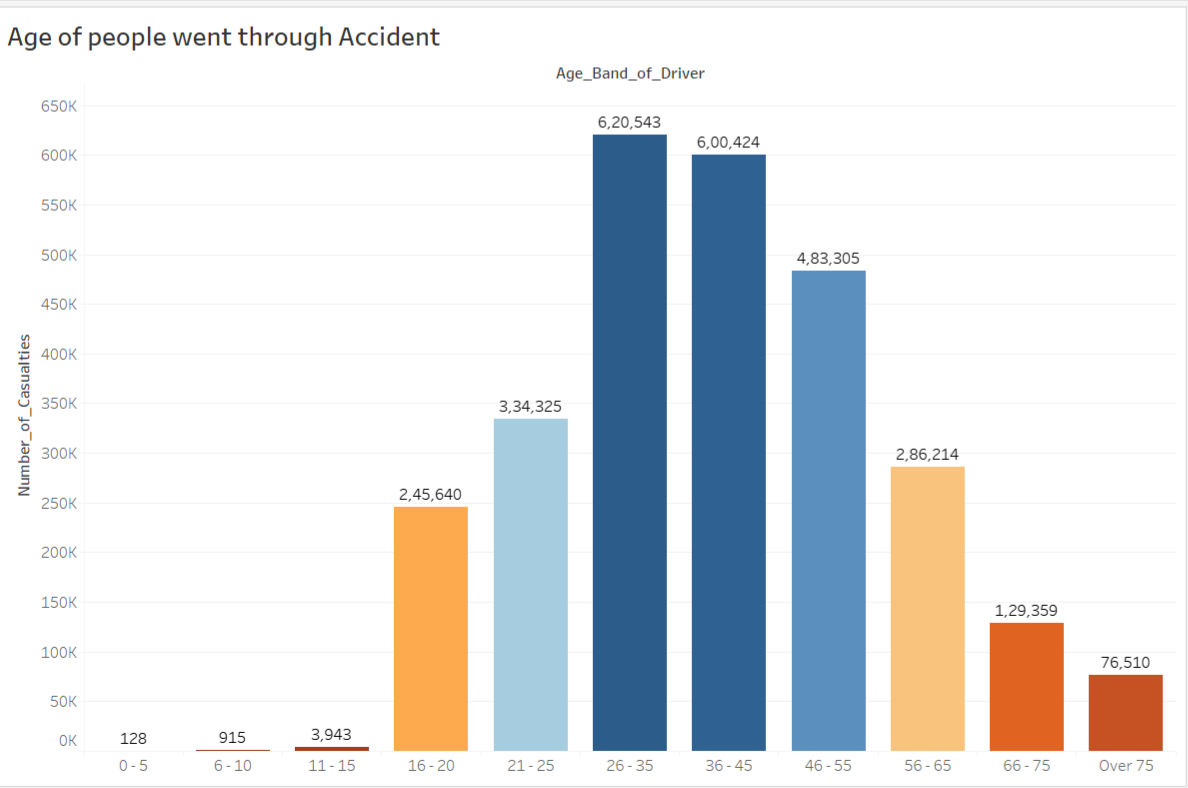 Age of people went through Accident
Age_Band_of_Driver
650K
600K
550K
500K
450K
400K
350K
300K
250K
200K
150K
100K
50K
0K
Number_of_Casualties
128
915
3,943
2,45,640
3,34,325
6,20,543
6,00,424
4,83,305
2,86,214
1,29,359
76,510
0 - 5
6 - 10
11 - 15
16 - 20
21 - 25
26 - 35
36 - 45
46 - 55
56 - 65
66 - 75
Over 75